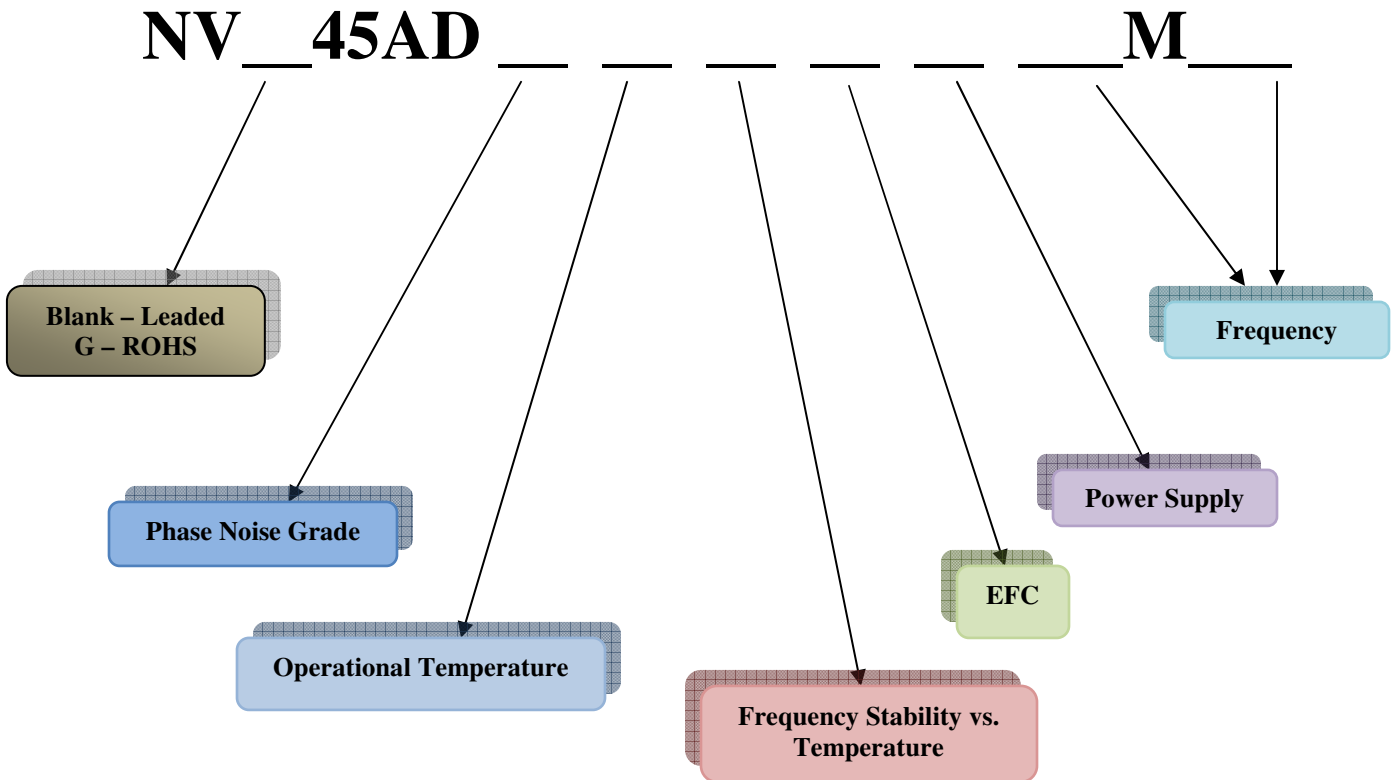 NV__45AD __ __ __ __ __ ___M___
Blank – Leaded
G – ROHS
Frequency
Phase Noise Grade
Power Supply
EFC
Operational Temperature
Frequency Stability vs.
Temperature